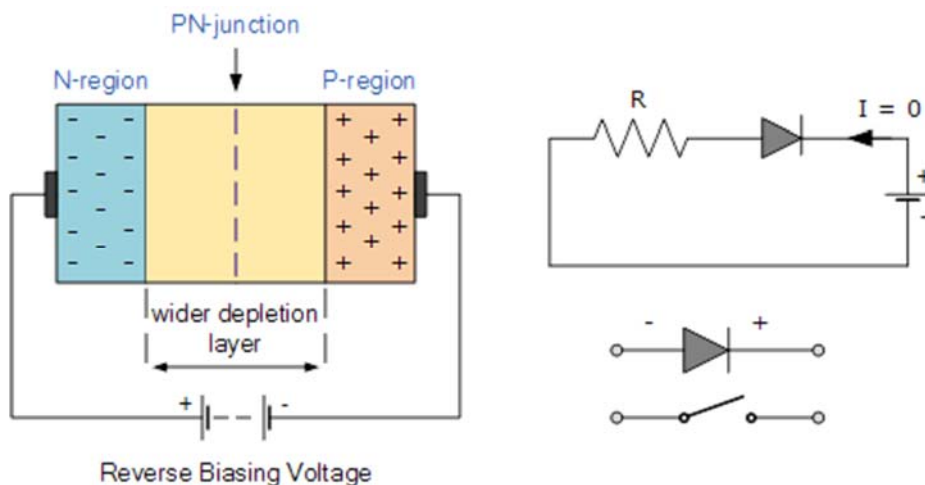 PN-junction
N-region
P-region
wider depletion
layer
+ -
Reverse Biasing Voltage
R
I = 0
+
-
- +